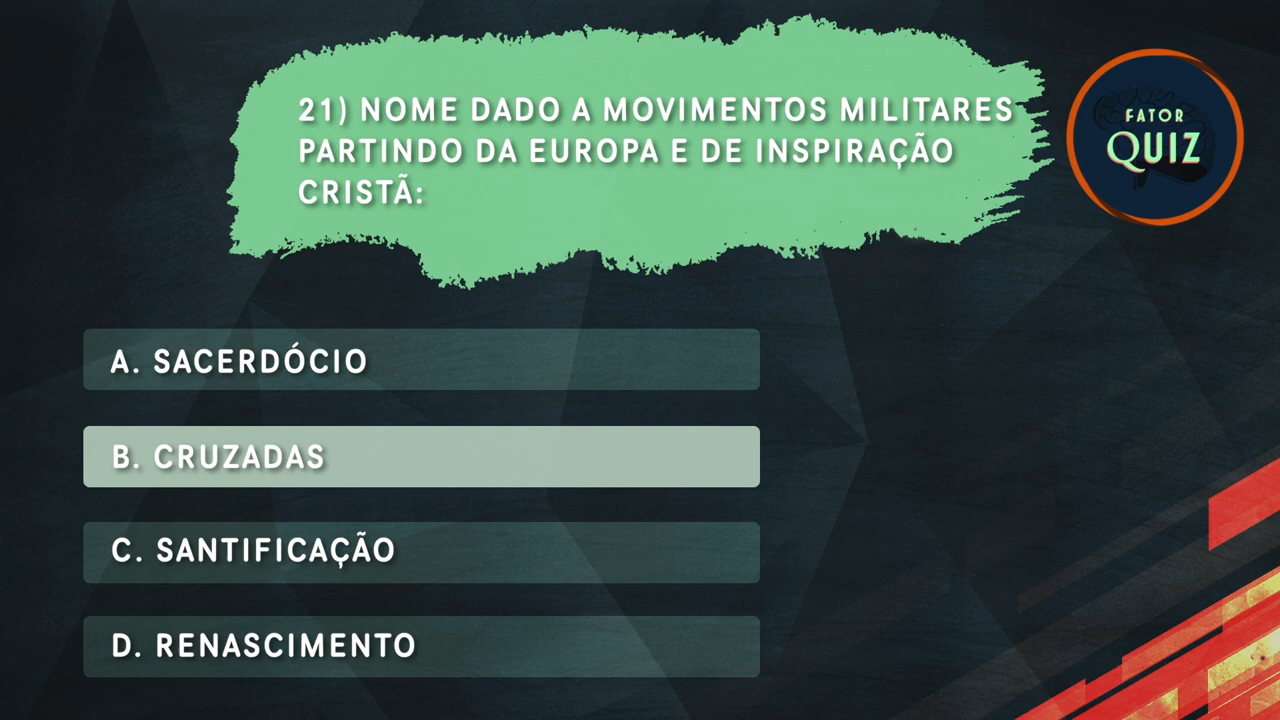 21) NOME DADO A MOVIMENTOS MILITARES
PARTINDO DA EUROPA E DE INSPIRAÇÃO
CRISTÃ:
FATOR
QUIZ
A. SACERDÓCIO
B. CRUZADAS
C. SANTIFICAÇÃO
D. RENASCIMENTO